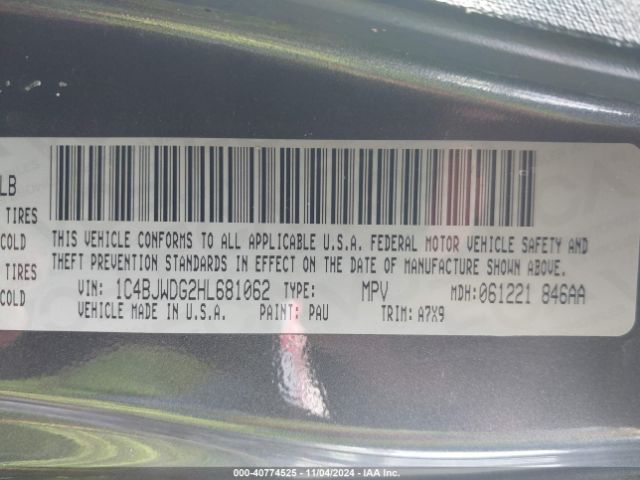 LB
TIRES
COLD
TIRES
COLD
THIS VEHICLE CONFORMS TO ALL APPLICABLE U.S.A. FEDERAL MOTOR VEHICLE SAFETY AND
THEFT PREVENTION STANDARDS IN EFFECT ON THE DATE OF MANUFACTURE SHOWN ABOVE.
VIN: 1C4BJWDG2HL681062 TYPE: MPV MDH:061221 846AA
VEHICLE MADE IN U.S.A. PAINT: PAU TRIM: A7X9
000-40774525 - 11/04/2024 - IAA Inc.